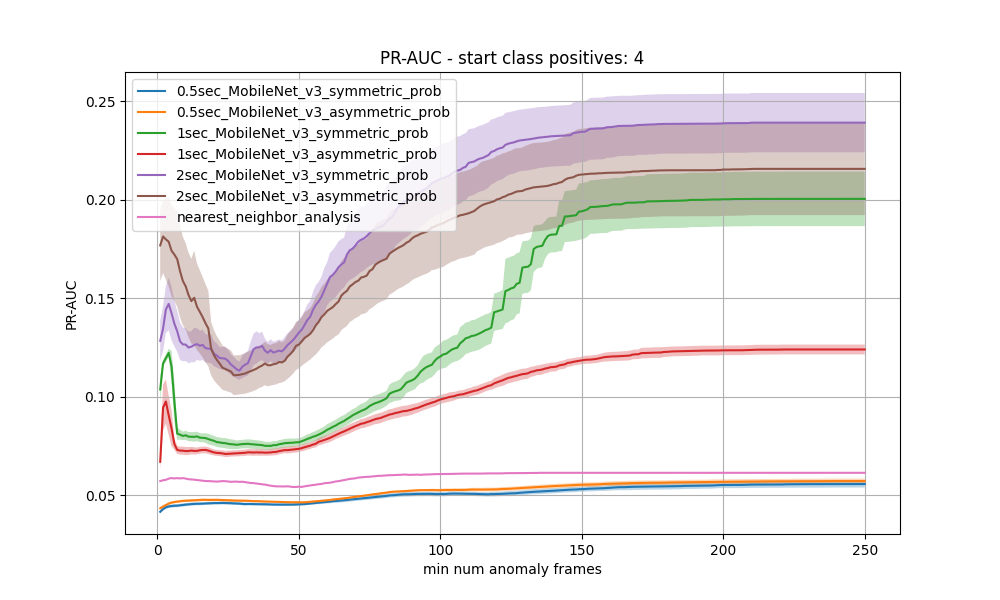 PR-AUC - start class positives: 4
0.5sec_MobileNet_v3_symmetric_prob
0.5sec_MobileNet_v3_asymmetric_prob
1sec_MobileNet_v3_symmetric_prob
1sec_MobileNet_v3_asymmetric_prob
2sec_MobileNet_v3_symmetric_prob
2sec_MobileNet_v3_asymmetric_prob
nearest_neighbor_analysis
PR-AUC
0.25
0.20
0.15
0.10
0.05
0 50 100 150 200 250
min num anomaly frames